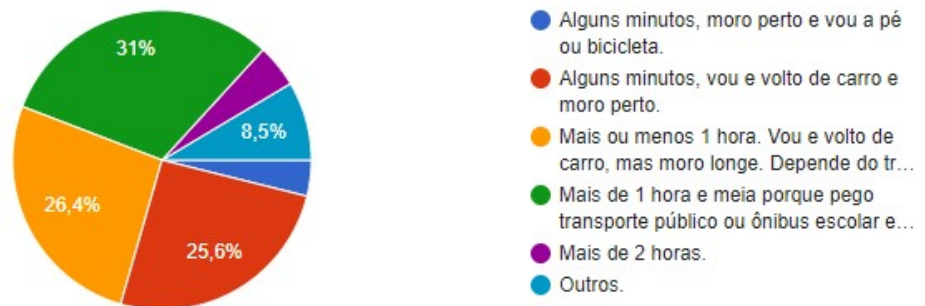 31%
8,5%
26,4%
25,6%
Alguns minutos, moro perto e vou a pé
ou bicicleta.
Alguns minutos, vou e volto de carro e
moro perto.
Mais ou menos 1 hora. Vou e volto de
carro, mas moro longe. Depende do tr...
Mais de 1 hora e meia porque pego
transporte público ou ônibus escolar e...
Mais de 2 horas.
Outros.